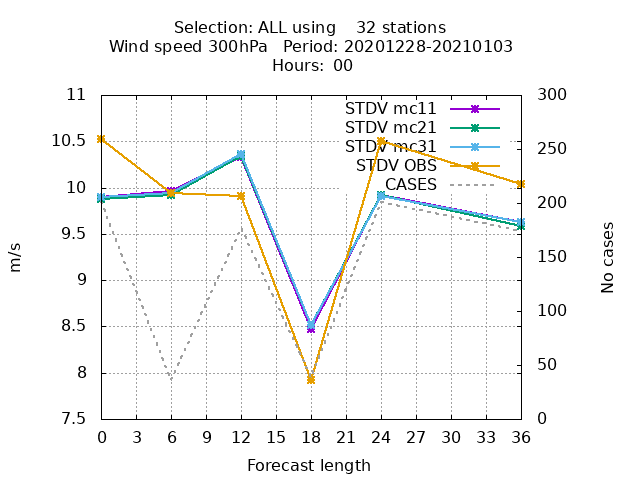 Selection: ALL using    32 stations
Wind speed 300hPa   Period: 20201228-20210103
Hours:  00
11
10.5
10
9.5
9
8.5
8
7.5
m/s
STDV mc11
STDV mc21
STDV mc31
STDV OBS
CASES
300
250
200
150
100
50
0
No cases
0 3 6 9 12 15 18 21 24 27 30 33 36
Forecast length